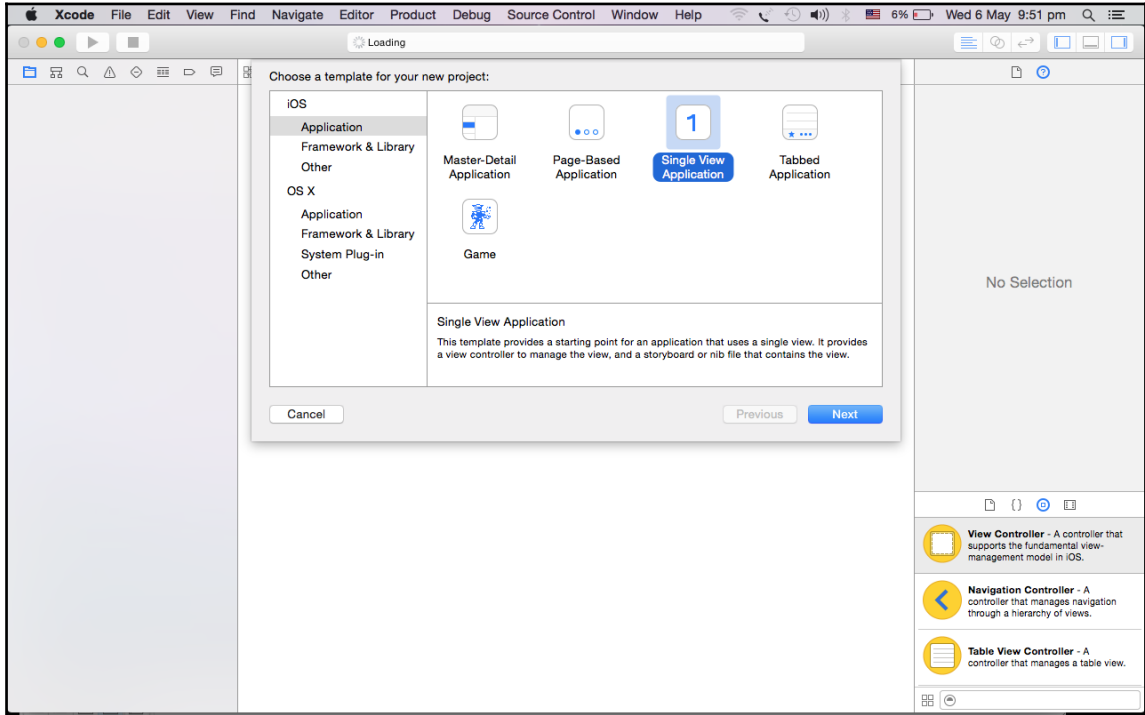 Xcode File Edit View Find Navigate Editor Product Debug Source Control Window Help 6% Wed 6 May 9:51 pm
Loading
Choose a template for your new project:
iOS
Application
Framework & Library
Other
OS X
Application
Framework & Library
System Plug-in
Other
Master-Detail
Application
Page-Based
Application
1
Single View
Application
Tabbed
Application
Game
Single View Application
This template provides a starting point for an application that uses a single view. It provides
a view controller to manage the view, and a storyboard or nib file that contains the view.
Cancel
Previous
Next
No Selection
View Controller - A controller that
supports the fundamental view-
management model in iOS.
Navigation Controller - A
controller that manages navigation
through a hierarchy of views.
Table View Controller - A
controller that manages a table view.